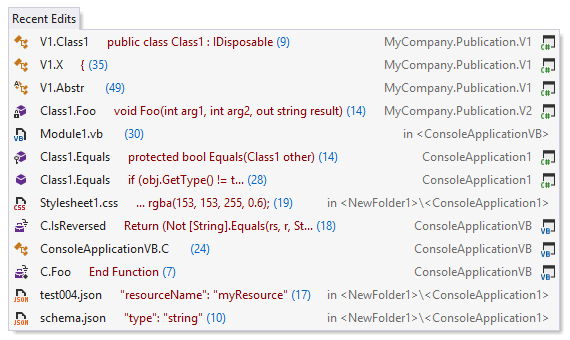 Recent Edits
V1.Class1 public class Class1 : IDisposable (9) MyCompany.Publication.V1 C#
V1.X { (35) MyCompany.Publication.V1 C#
V1.Abstr (49) MyCompany.Publication.V1 C#
Class1.Foo void Foo(int arg1, int arg2, out string result) (14) MyCompany.Publication.V2 C#
VB Module1.vb (30) in <ConsoleApplicationVB>
Class1.Equals protected bool Equals(Class1 other) (14) ConsoleApplication1 C#
Class1.Equals if (obj.GetType() != t... (28) ConsoleApplication1 C#
CSS Stylesheet1.css ... rgba(153, 153, 255, 0.6); (19) in <NewFolder1>\<ConsoleApplication1>
C.IsReversed Return (Not [String].Equals(rs, r, St... (18) ConsoleApplicationVB VB
ConsoleApplicationVB.C (24) ConsoleApplicationVB VB
C.Foo End Function (7) ConsoleApplicationVB VB
JSON test004.json "resourceName": "myResource" (17) in <NewFolder1>\<ConsoleApplication1>
JSON schema.json "type": "string" (10) in <NewFolder1>\<ConsoleApplication1>